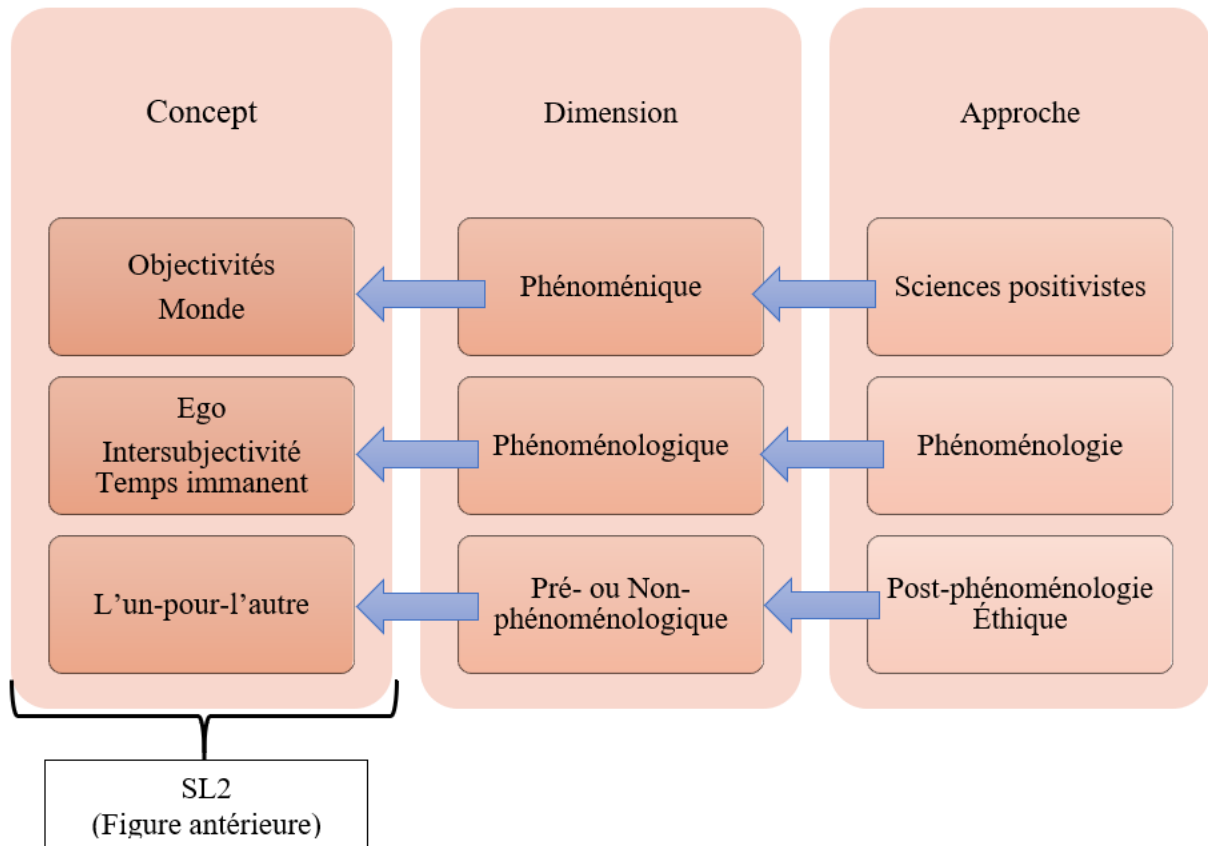 Concept
Dimension
Approche
Objectivités
Monde
Phénoménique
Sciences positivistes
Ego
Intersubjectivité
Temps immanent
Phénoménologique
Phénoménologie
L’un-pour-l’autre
Pré- ou Non-
phénoménologique
Post-phénoménologie
Éthique
SL2
(Figure antérieure)